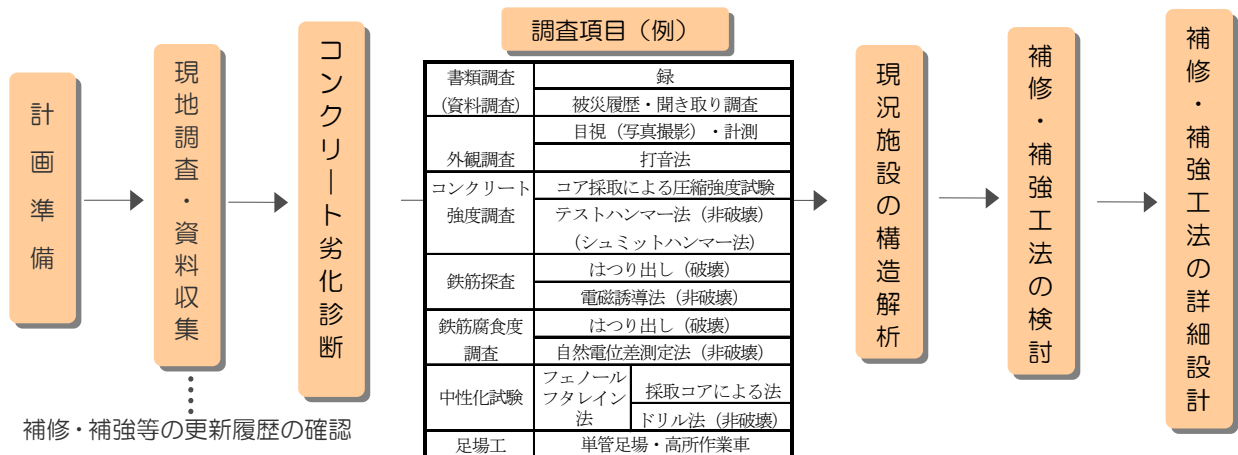 計画準備
現地調査・資料収集
補修・補強等の更新履歴の確認
コンクリート劣化診断
調査項目（例）
書類調査
（資料調査）
録
被災履歴・聞き取り調査
外観調査
目視（写真撮影）・計測
打音法
コンクリート
強度調査
コア採取による圧縮強度試験
テストハンマー法（非破壊）
（シュミットハンマー法）
鉄筋探査
はつり出し（破壊）
電磁誘導法（非破壊）
鉄筋腐食度
調査
はつり出し（破壊）
自然電位差測定法（非破壊）
中性化試験
フェノール
フタレイン
法
採取コアによる法
ドリル法（非破壊）
足場工
単管足場・高所作業車
現況施設の構造解析
補修・補強工法の検討
補修・補強工法の詳細設計